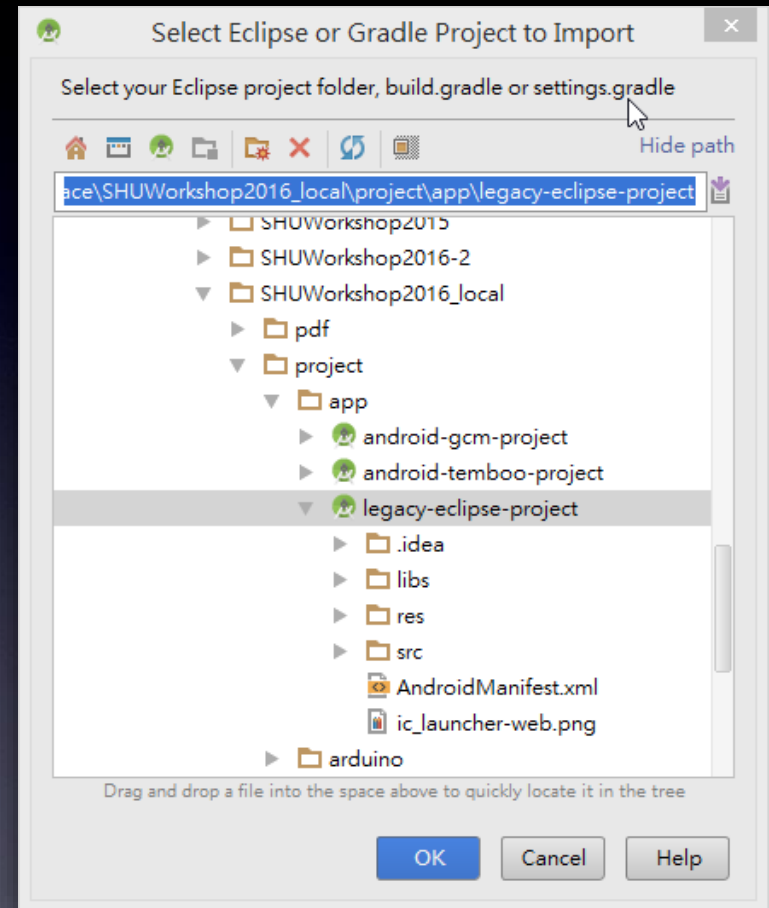 Select Eclipse or Gradle Project to Import
Select your Eclipse project folder, build.gradle or settings.gradle
Hide path
ace\SHUWorkshop2016_local\project\app\legacy-eclipse-project
SHUWorkshop2015
SHUWorkshop2016-2
SHUWorkshop2016_local
pdf
project
app
android-gcm-project
android-temboo-project
legacy-eclipse-project
.idea
libs
res
src
AndroidManifest.xml
ic_launcher-web.png
arduino
Drag and drop a file into the space above to quickly locate it in the tree
OK Cancel Help